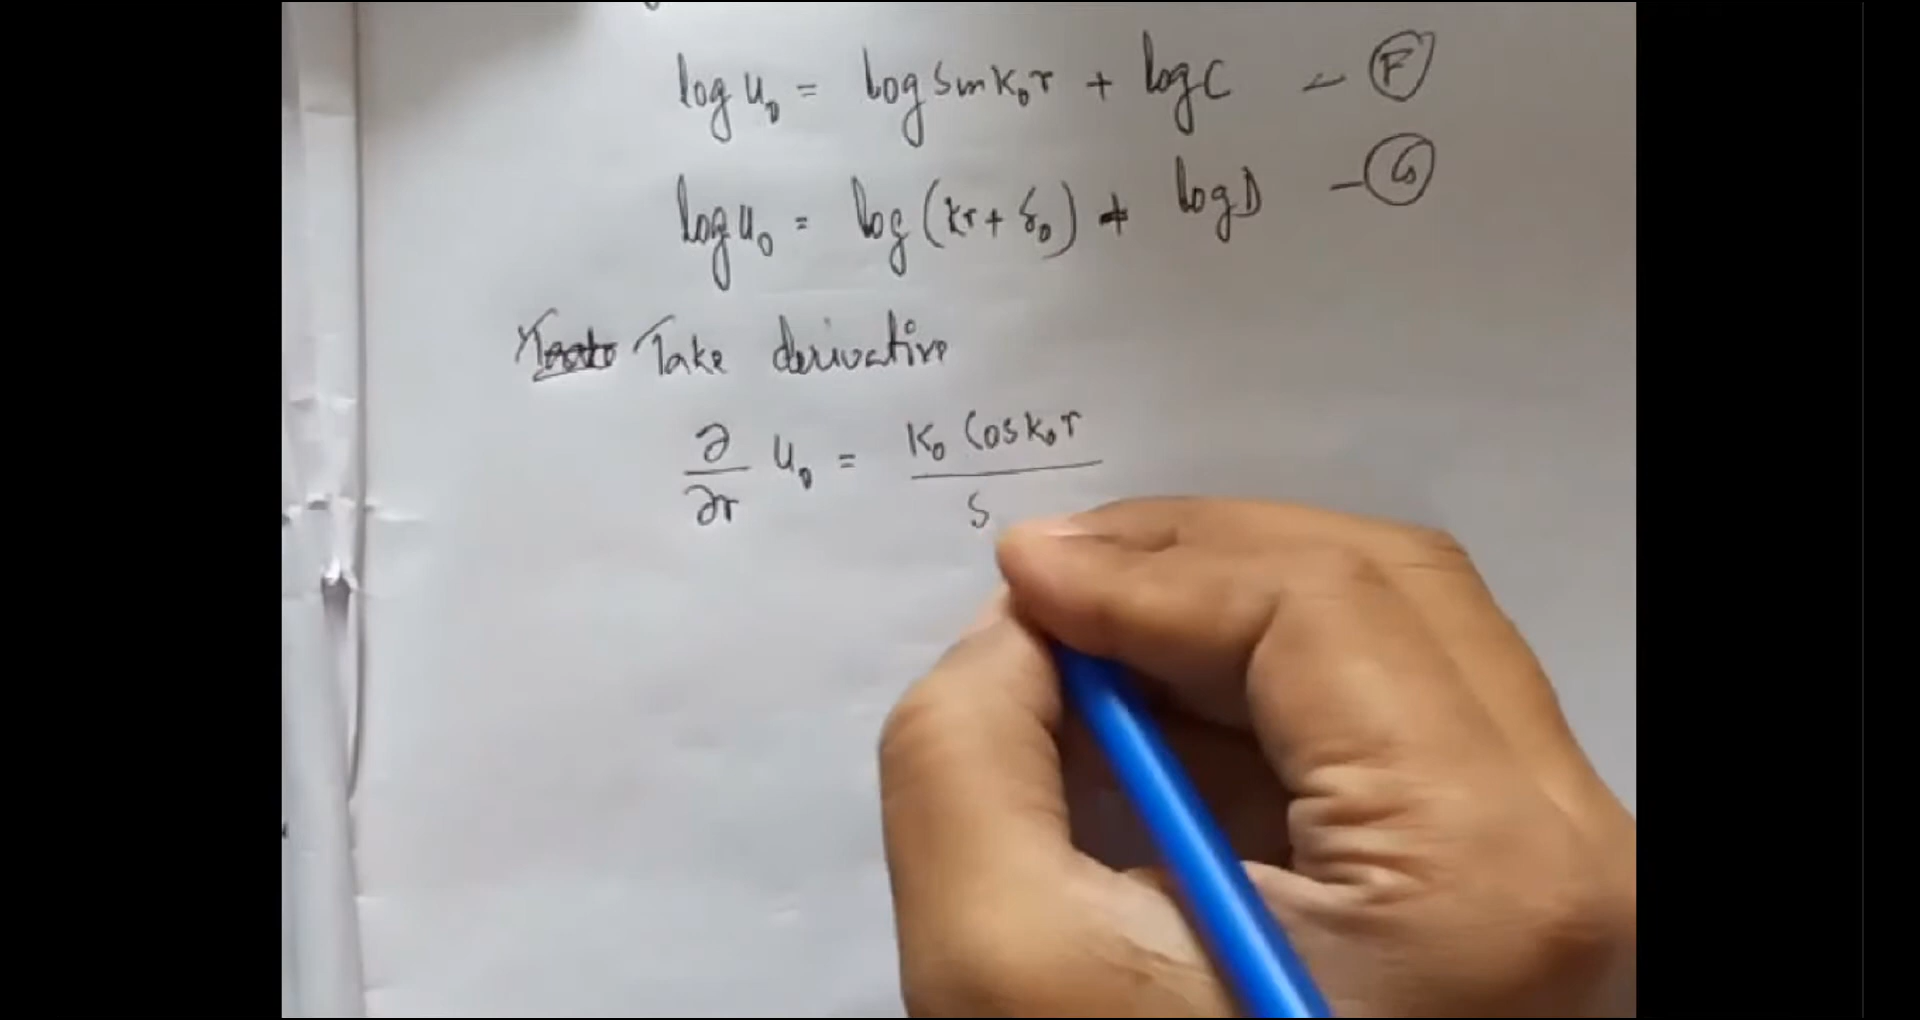 log u₀ = log sin k₀r + log C – (F)
log u₀ = log (kr + δ₀) + log D – (G)
Take derivative
∂/∂r u₀ = K₀ Cos k₀r / S